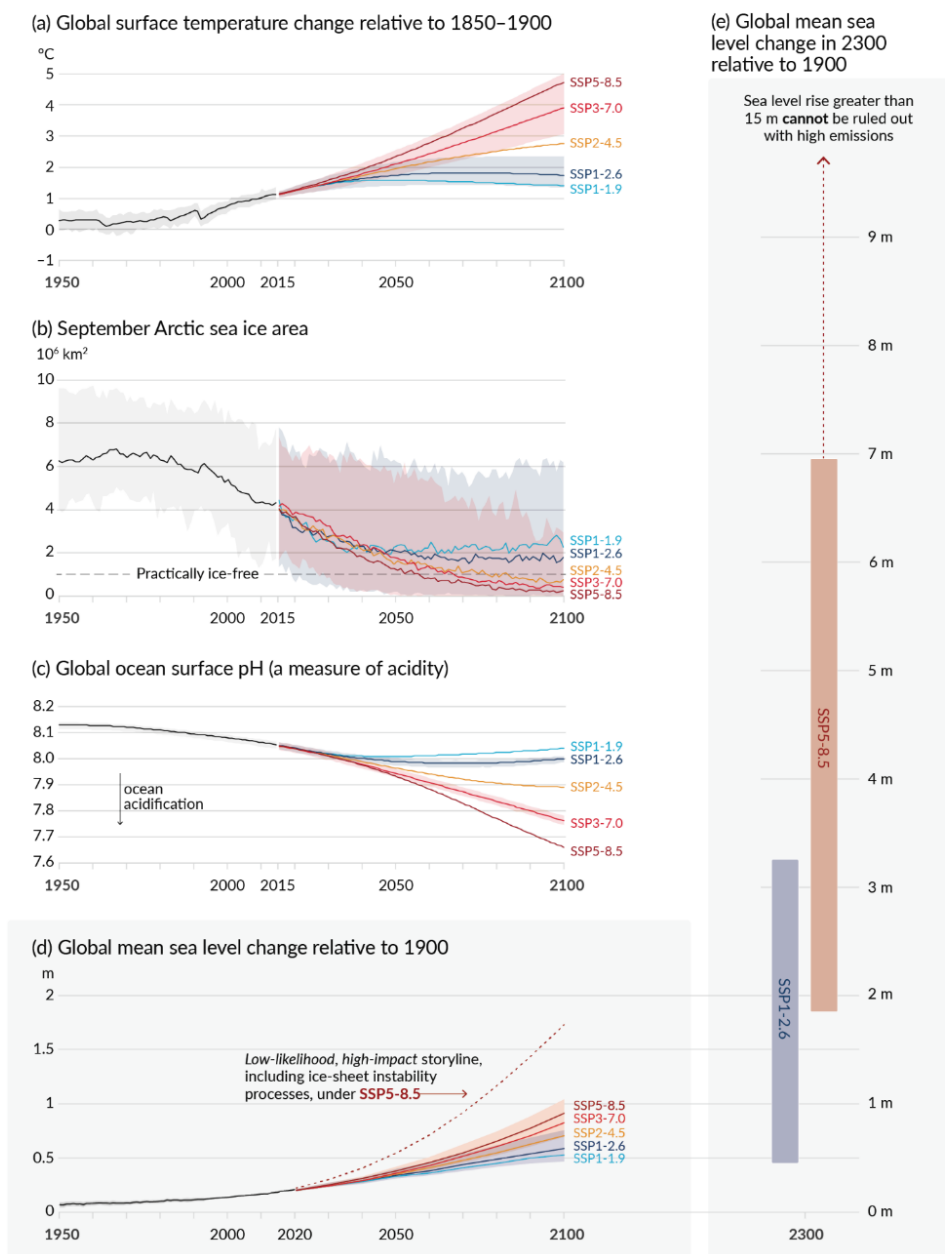 (a) Global surface temperature change relative to 1850–1900
°C
5
4
3
2
1
0
−1
1950
2000
2015
2050
2100
SSP5-8.5
SSP3-7.0
SSP2-4.5
SSP1-2.6
SSP1-1.9
(b) September Arctic sea ice area
10⁶ km²
10
8
6
4
2
0
Practically ice-free
1950
2000
2015
2050
2100
SSP1-1.9
SSP1-2.6
SSP2-4.5
SSP3-7.0
SSP5-8.5
(c) Global ocean surface pH (a measure of acidity)
8.2
8.1
8.0
7.9
7.8
7.7
7.6
ocean
acidification
1950
2000
2015
2050
2100
SSP1-1.9
SSP1-2.6
SSP2-4.5
SSP3-7.0
SSP5-8.5
(d) Global mean sea level change relative to 1900
m
2
1.5
1
0.5
0
Low-likelihood, high-impact storyline,
including ice-sheet instability
processes, under SSP5-8.5
1950
2000
2020
2050
2100
SSP5-8.5
SSP3-7.0
SSP2-4.5
SSP1-2.6
SSP1-1.9
(e) Global mean sea
level change in 2300
relative to 1900
Sea level rise greater than
15 m cannot be ruled out
with high emissions
9 m
8 m
7 m
6 m
5 m
4 m
3 m
2 m
1 m
0 m
SSP5-8.5
SSP1-2.6
2300